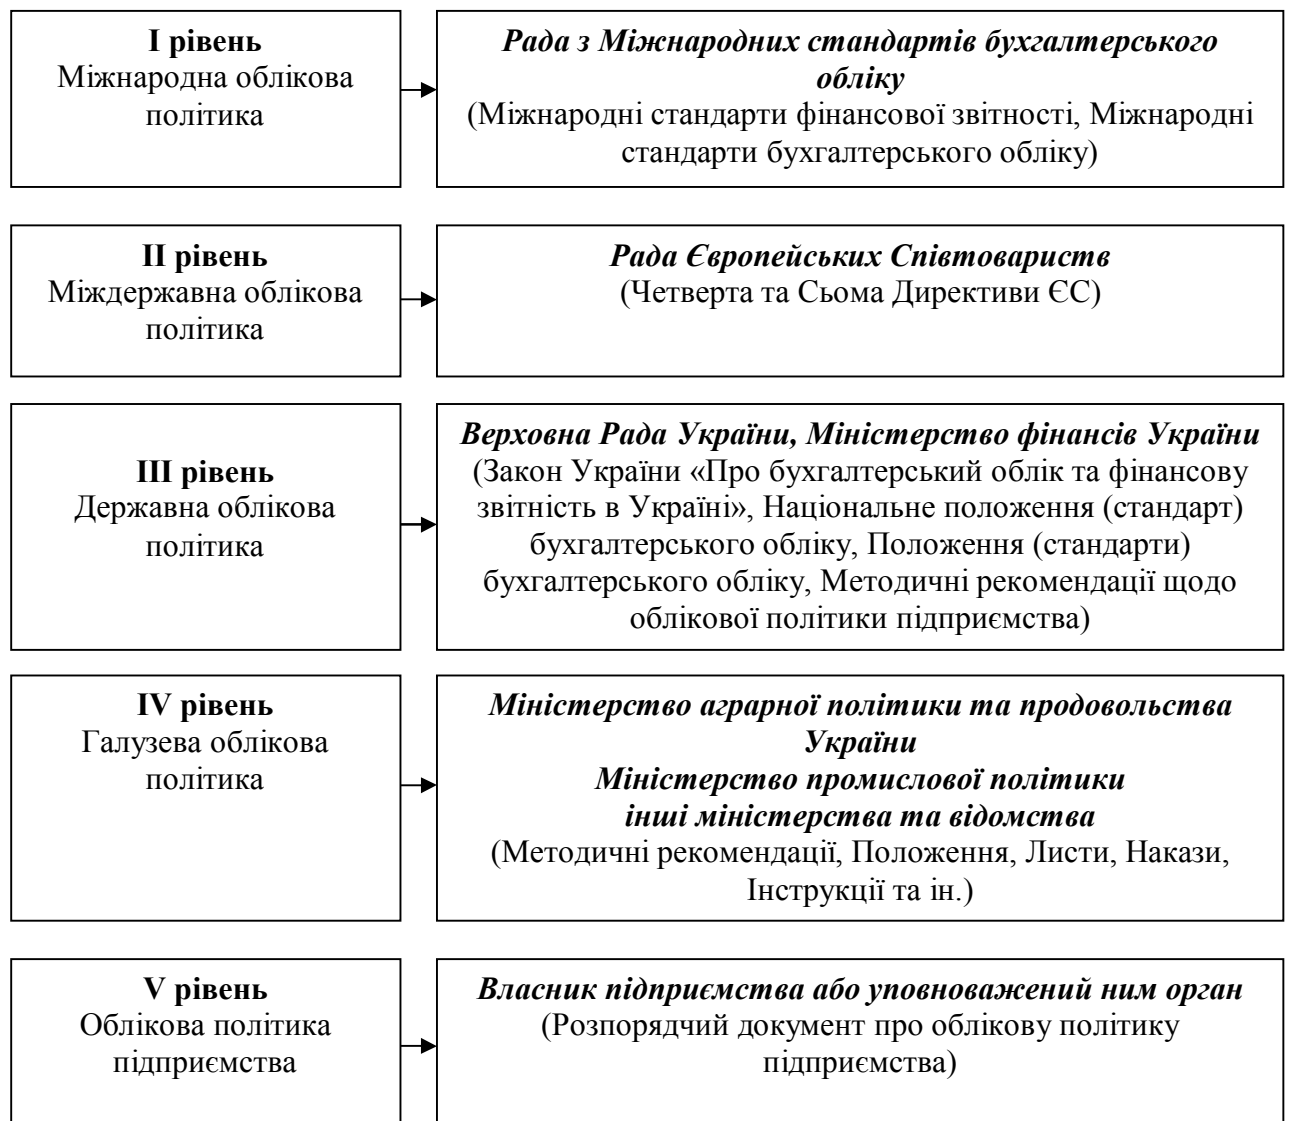 І рівень
Міжнародна облікова
політика
Рада з Міжнародних стандартів бухгалтерського
обліку
(Міжнародні стандарти фінансової звітності, Міжнародні
стандарти бухгалтерського обліку)
ІІ рівень
Міждержавна облікова
політика
Рада Європейських Співтовариств
(Четверта та Сьома Директиви ЄС)
ІІІ рівень
Державна облікова
політика
Верховна Рада України, Міністерство фінансів України
(Закон України «Про бухгалтерський облік та фінансову
звітність в Україні», Національне положення (стандарт)
бухгалтерського обліку, Положення (стандарти)
бухгалтерського обліку, Методичні рекомендації щодо
облікової політики підприємства)
IV рівень
Галузева облікова
політика
Міністерство аграрної політики та продовольства
України
Міністерство промислової політики
інші міністерства та відомства
(Методичні рекомендації, Положення, Листи, Накази,
Інструкції та ін.)
V рівень
Облікова політика
підприємства
Власник підприємства або уповноважений ним орган
(Розпорядчий документ про облікову політику
підприємства)